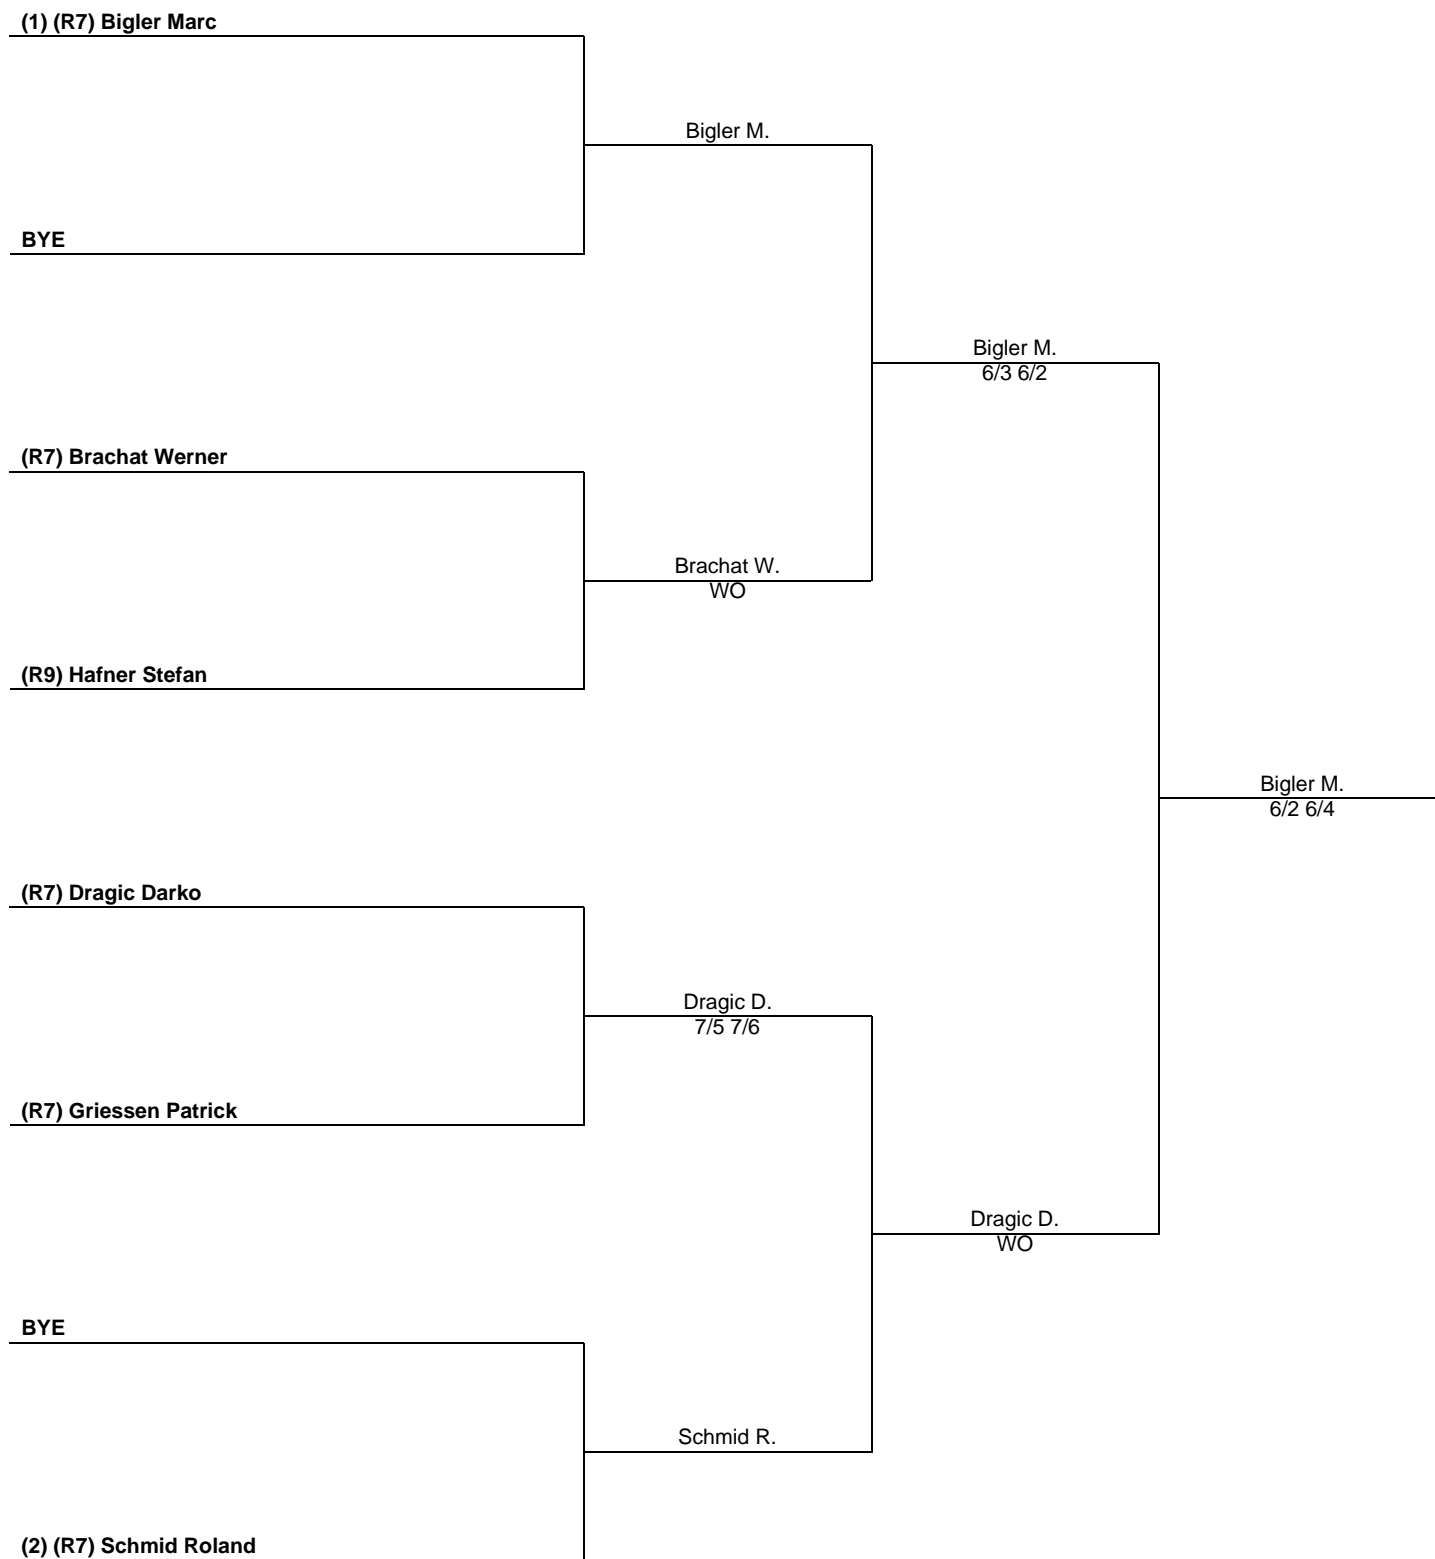 (1) (R7) Bigler Marc
Bigler M.
BYE
Bigler M.
6/3 6/2
(R7) Brachat Werner
Brachat W.
WO
(R9) Hafner Stefan
Bigler M.
6/2 6/4
(R7) Dragic Darko
Dragic D.
7/5 7/6
(R7) Griessen Patrick
Dragic D.
WO
BYE
Schmid R.
(2) (R7) Schmid Roland